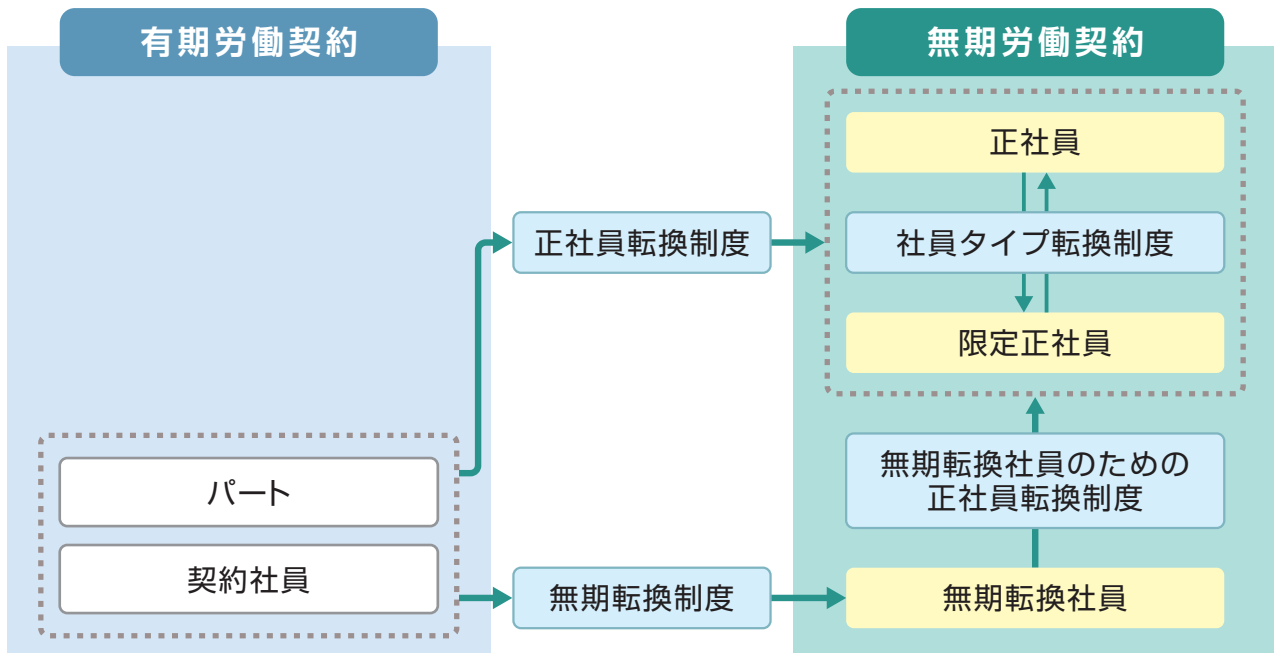 有期労働契約
無期労働契約
正社員
正社員転換制度
社員タイプ転換制度
限定正社員
パート
無期転換社員のための
正社員転換制度
契約社員
無期転換制度
無期転換社員